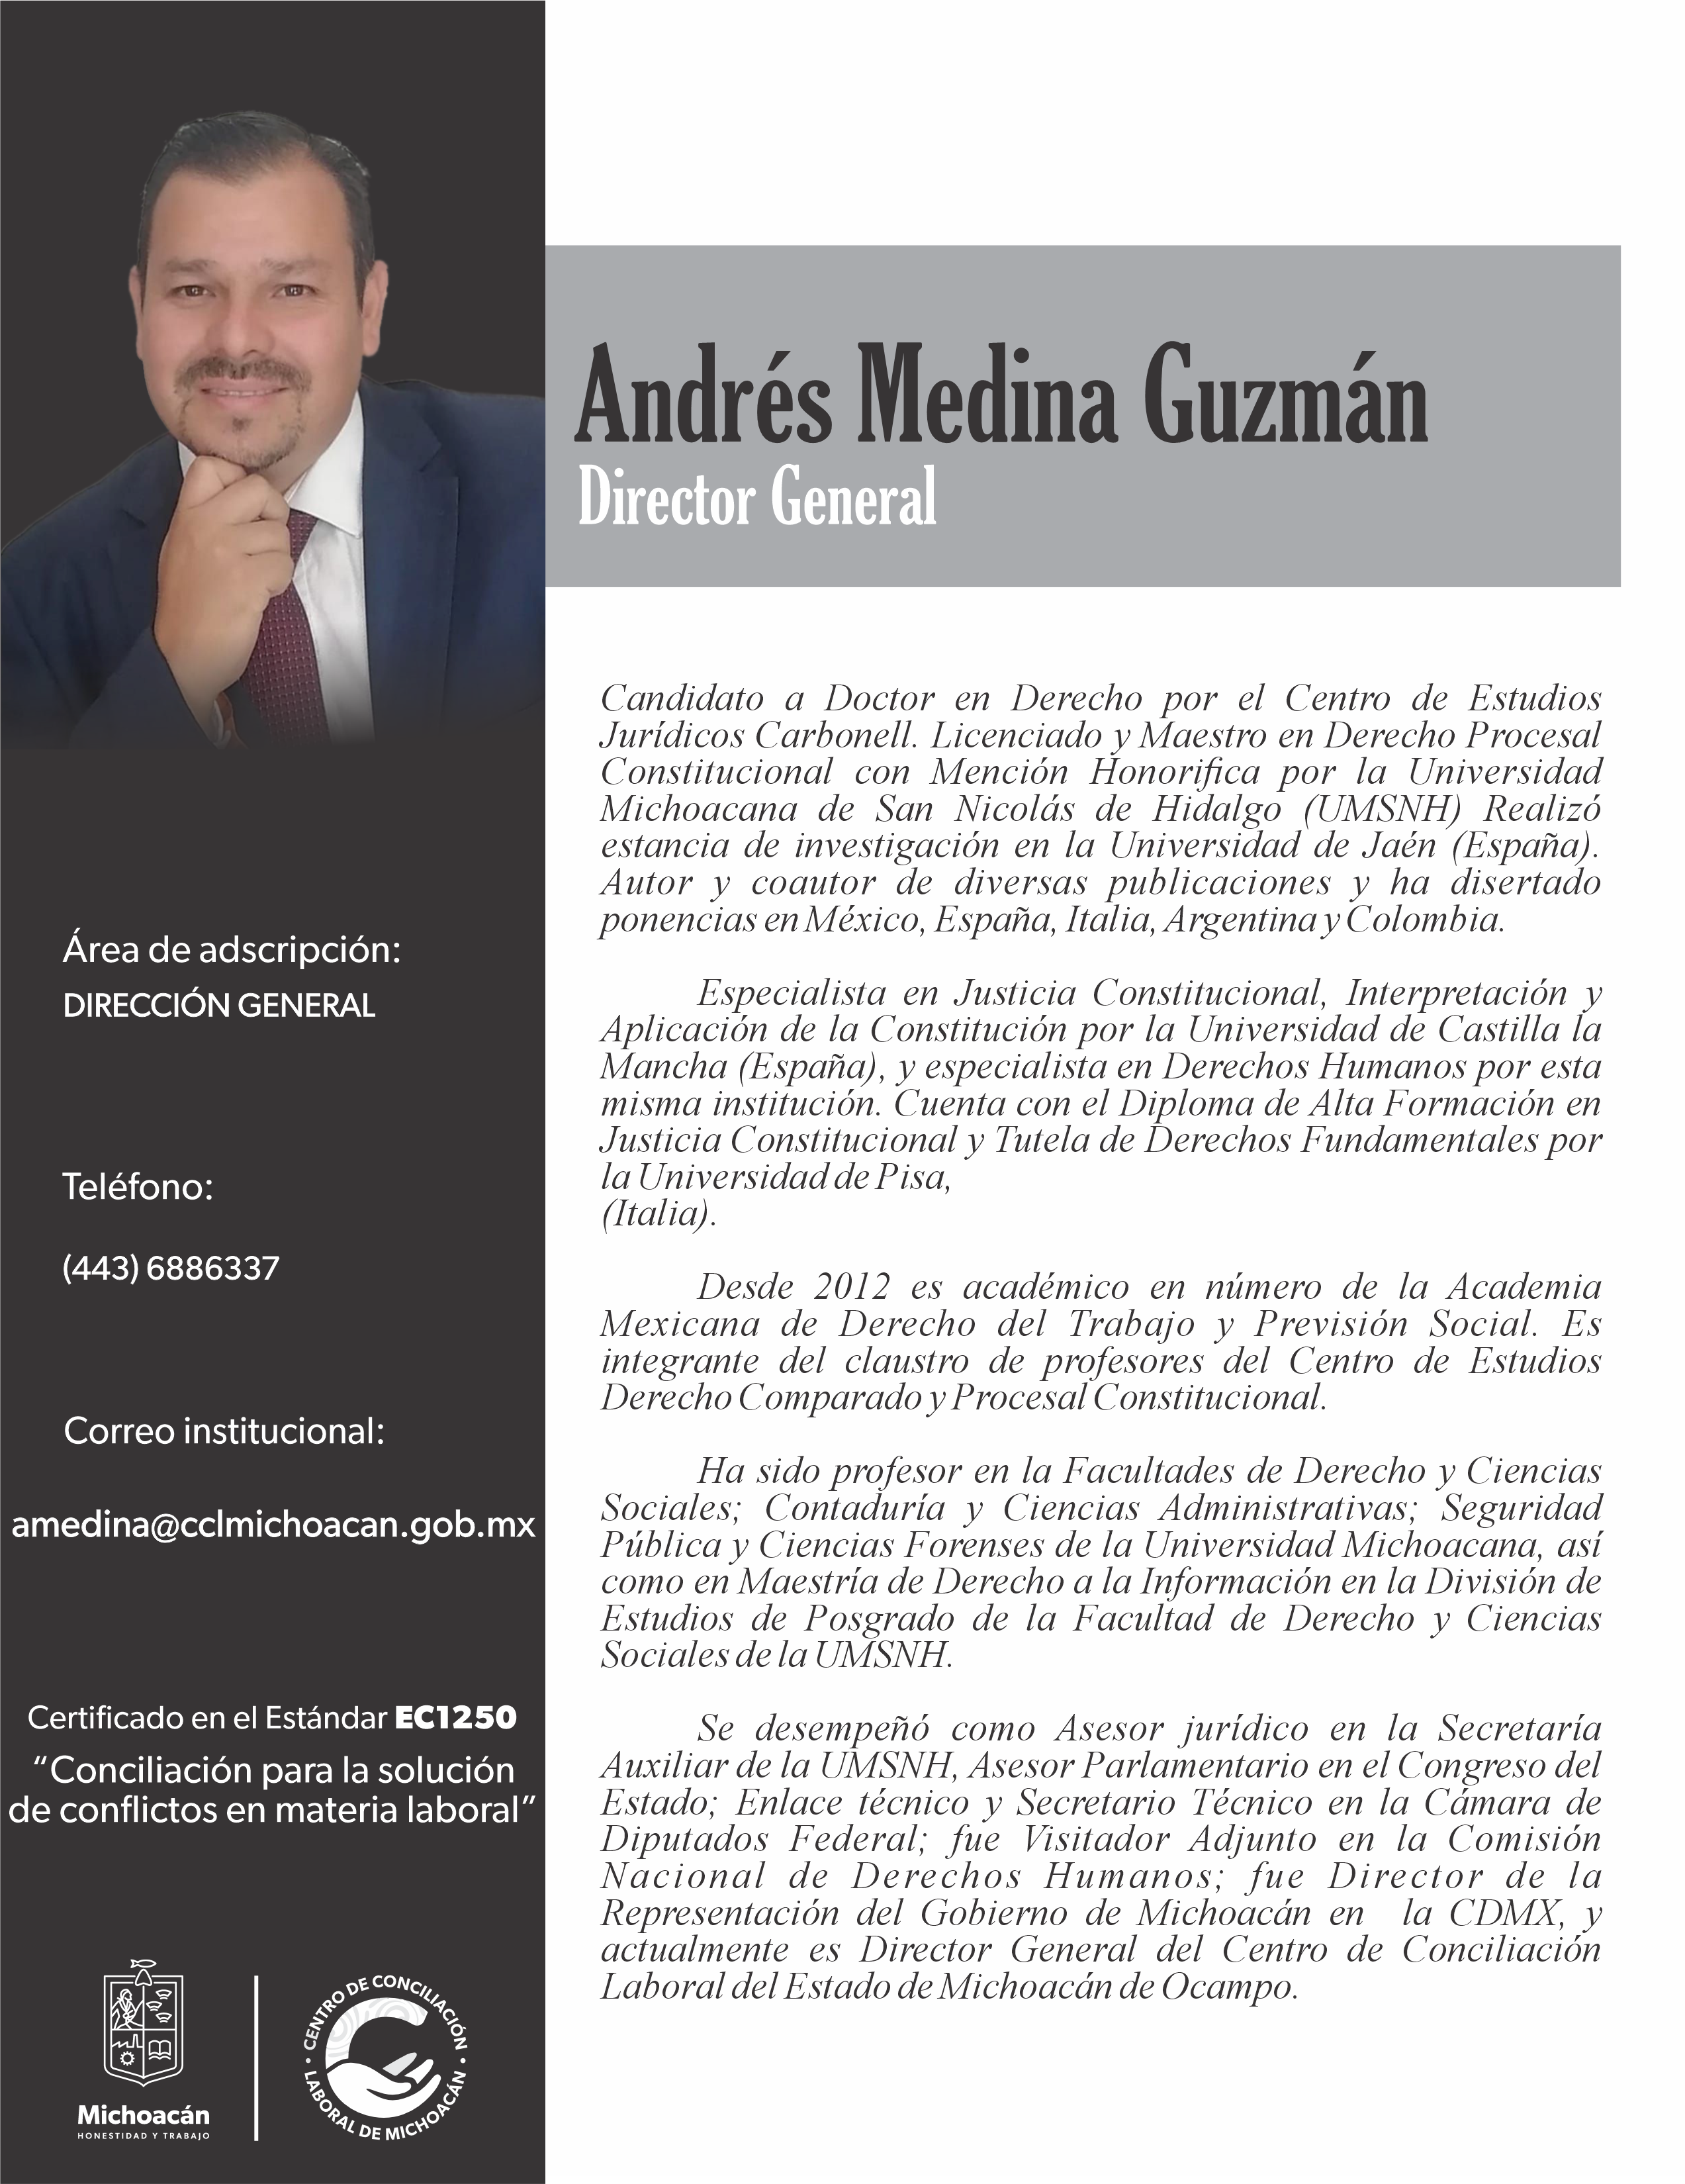 Andrés Medina Guzmán
Director General
Área de adscripción:
DIRECCIÓN GENERAL
Teléfono:
(443) 6886337
Correo institucional:
amedina@cclmichoacan.gob.mx
Certificado en el Estándar EC1250
“Conciliación para la solución
de conflictos en materia laboral”
Michoacán
HONESTIDAD Y TRABAJO
• CENTRO DE CONCILIACIÓN •
LABORAL DE MICHOACÁN
Candidato a Doctor en Derecho por el Centro de Estudios
Jurídicos Carbonell. Licenciado y Maestro en Derecho Procesal
Constitucional con Mención Honorifica por la Universidad
Michoacana de San Nicolás de Hidalgo (UMSNH) Realizó
estancia de investigación en la Universidad de Jaén (España).
Autor y coautor de diversas publicaciones y ha disertado
ponencias en México, España, Italia, Argentina y Colombia.
Especialista en Justicia Constitucional, Interpretación y
Aplicación de la Constitución por la Universidad de Castilla la
Mancha (España), y especialista en Derechos Humanos por esta
misma institución. Cuenta con el Diploma de Alta Formación en
Justicia Constitucional y Tutela de Derechos Fundamentales por
la Universidad de Pisa,
(Italia).
Desde 2012 es académico en número de la Academia
Mexicana de Derecho del Trabajo y Previsión Social. Es
integrante del claustro de profesores del Centro de Estudios
Derecho Comparado y Procesal Constitucional.
Ha sido profesor en la Facultades de Derecho y Ciencias
Sociales; Contaduría y Ciencias Administrativas; Seguridad
Pública y Ciencias Forenses de la Universidad Michoacana, así
como en Maestría de Derecho a la Información en la División de
Estudios de Posgrado de la Facultad de Derecho y Ciencias
Sociales de la UMSNH.
Se desempeñó como Asesor jurídico en la Secretaría
Auxiliar de la UMSNH, Asesor Parlamentario en el Congreso del
Estado; Enlace técnico y Secretario Técnico en la Cámara de
Diputados Federal; fue Visitador Adjunto en la Comisión
Nacional de Derechos Humanos; fue Director de la
Representación del Gobierno de Michoacán en la CDMX, y
actualmente es Director General del Centro de Conciliación
Laboral del Estado de Michoacán de Ocampo.